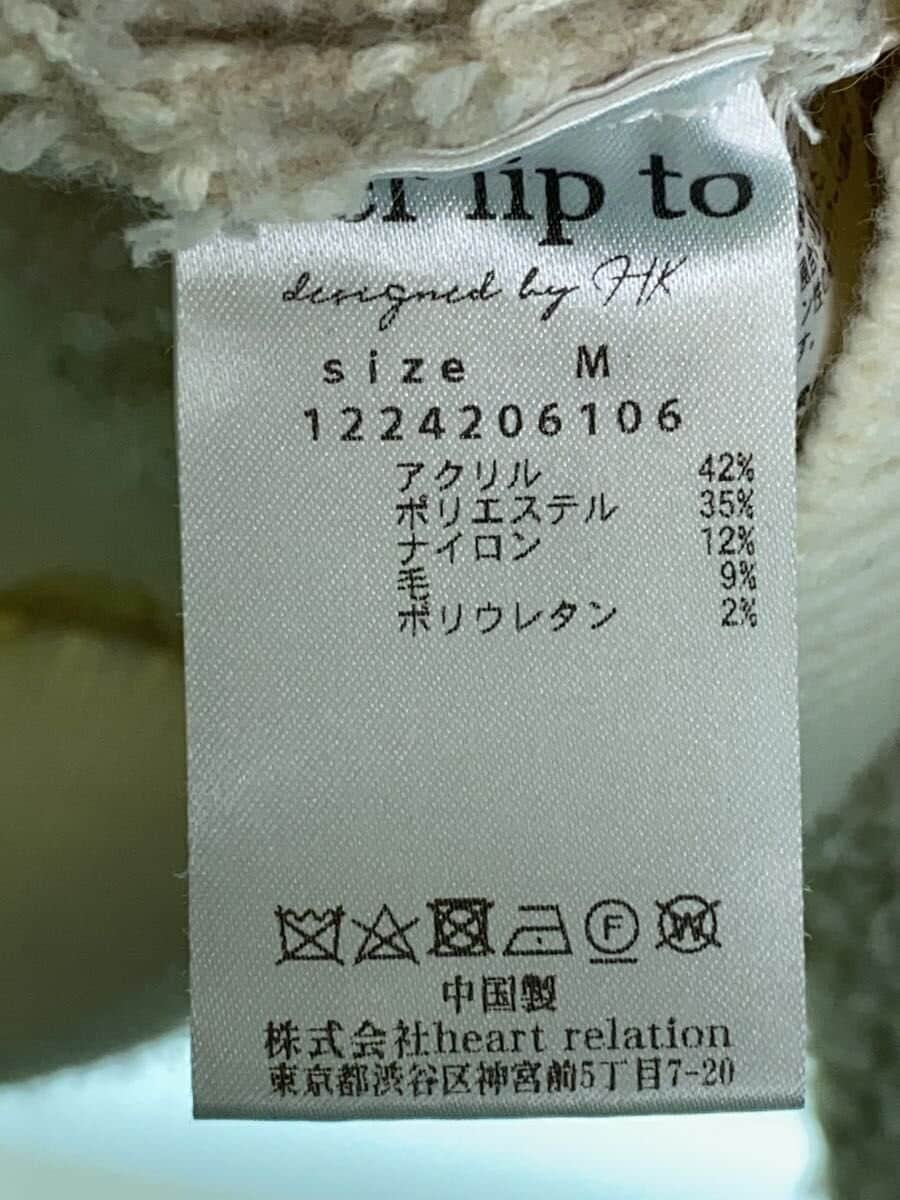 lip to
designed by HK
size M
1224206106
アクリル 42%
ポリエステル 35%
ナイロン 12%
毛 9%
ポリウレタン 2%
F W
中国製
株式会社heart relation
東京都渋谷区神宮前5丁目7-20